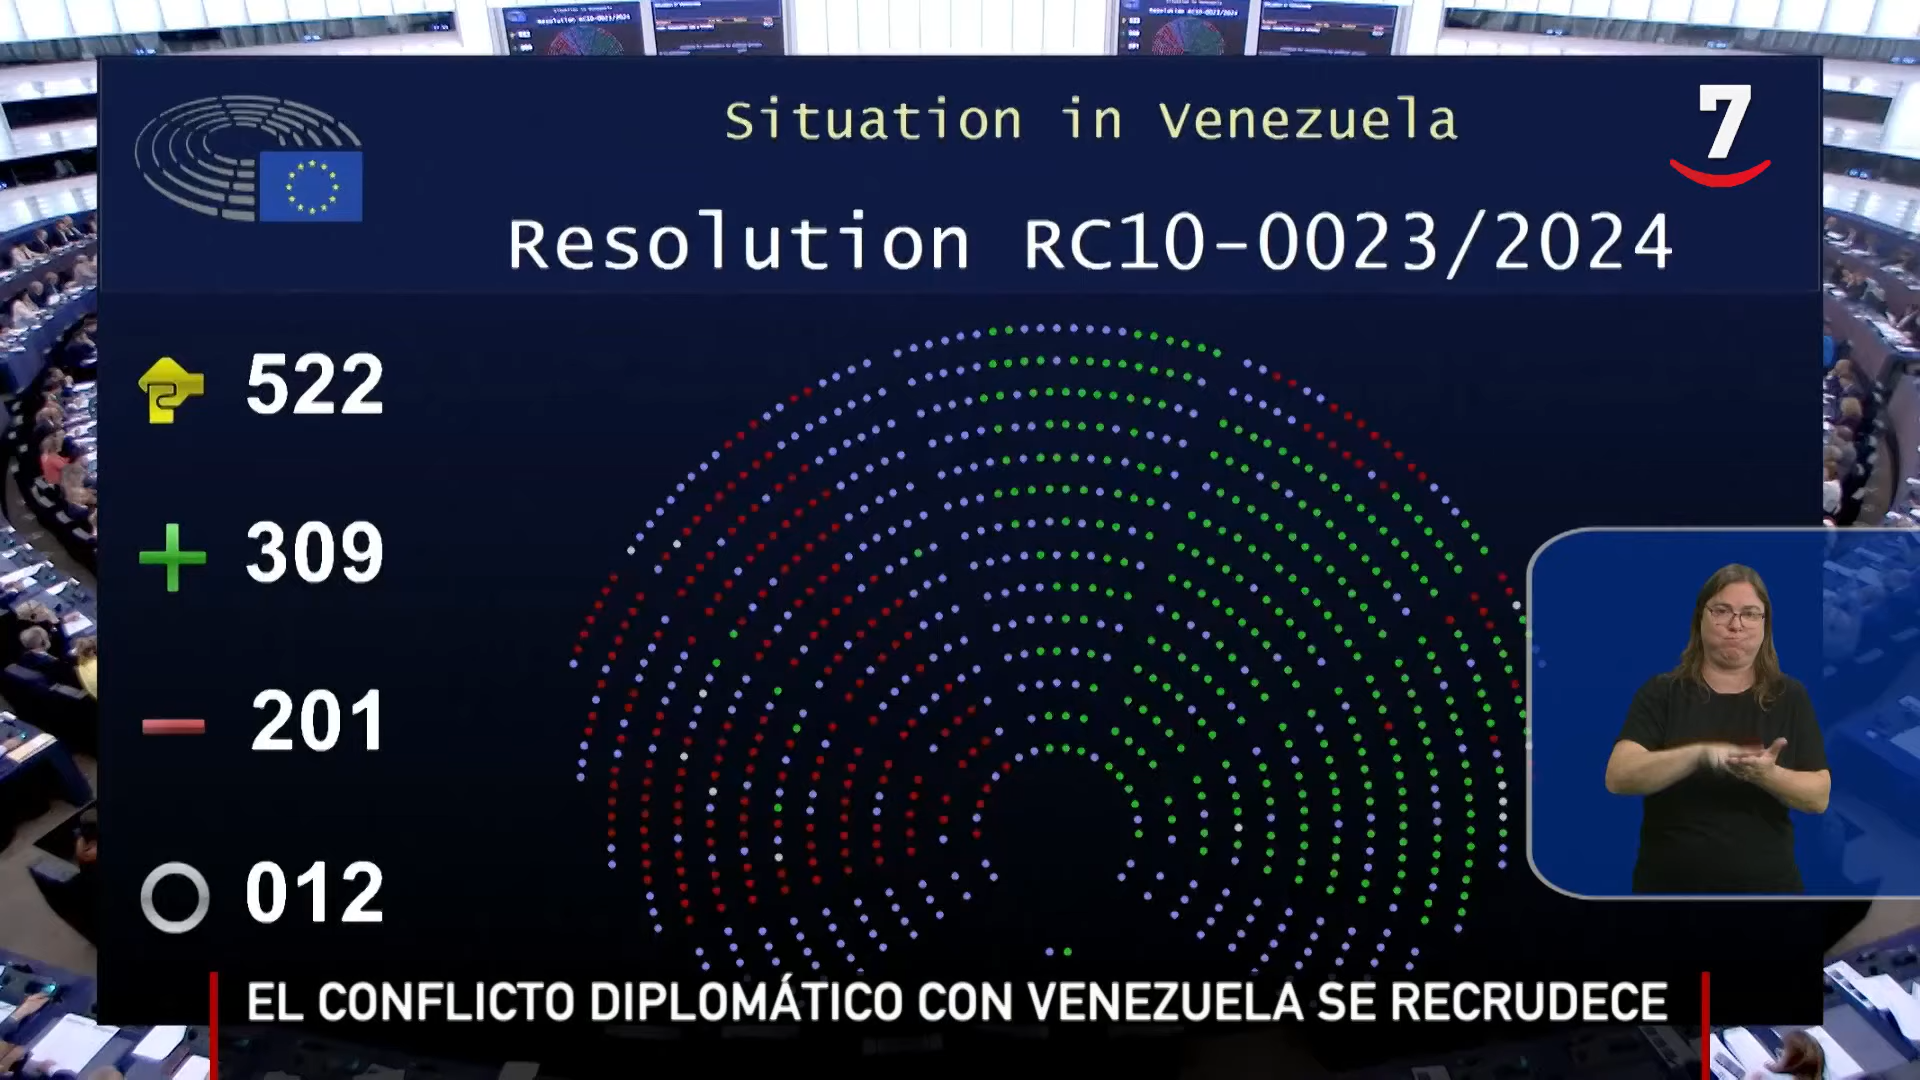 Situation in Venezuela
Resolution RC10-0023/2024
7
522
309
201
012
EL CONFLICTO DIPLOMÁTICO CON VENEZUELA SE RECRUDECE